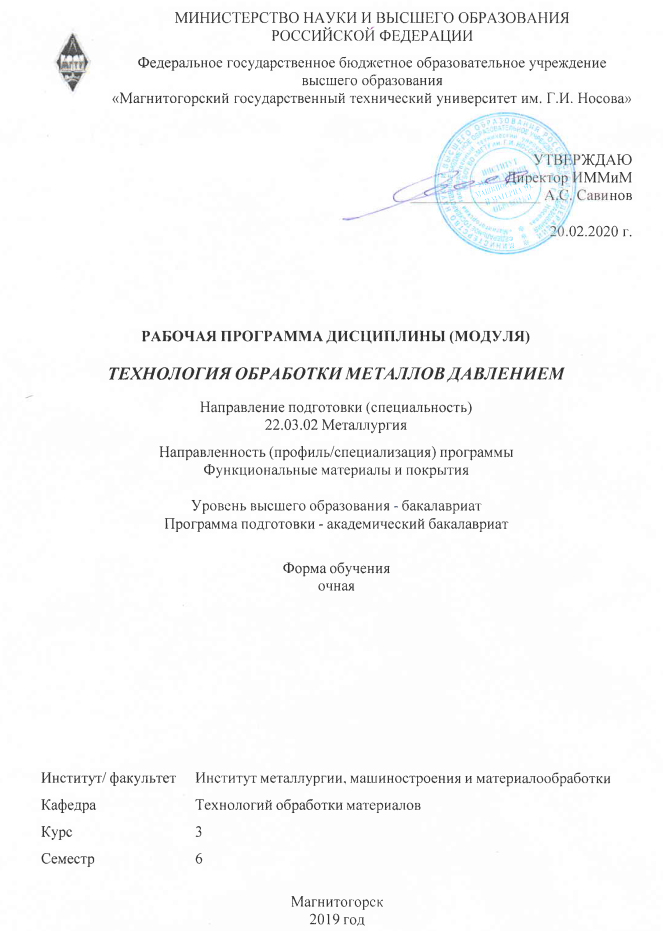 МИНИСТЕРСТВО НАУКИ И ВЫСШЕГО ОБРАЗОВАНИЯ
РОССИЙСКОЙ ФЕДЕРАЦИИ
Федеральное государственное бюджетное образовательное учреждение
высшего образования
«Магнитогорский государственный технический университет им. Г.И. Носова»
УТВЕРЖДАЮ
Директор ИММиМ
А.С. Савинов
20.02.2020 г.
РАБОЧАЯ ПРОГРАММА ДИСЦИПЛИНЫ (МОДУЛЯ)
ТЕХНОЛОГИЯ ОБРАБОТКИ МЕТАЛЛОВ ДАВЛЕНИЕМ
Направление подготовки (специальность)
22.03.02 Металлургия
Направленность (профиль/специализация) программы
Функциональные материалы и покрытия
Уровень высшего образования - бакалавриат
Программа подготовки - академический бакалавриат
Форма обучения
очная
Институт/ факультет Институт металлургии, машиностроения и материалообработки
Кафедра Технологий обработки материалов
Курс 3
Семестр 6
Магнитогорск
2019 год